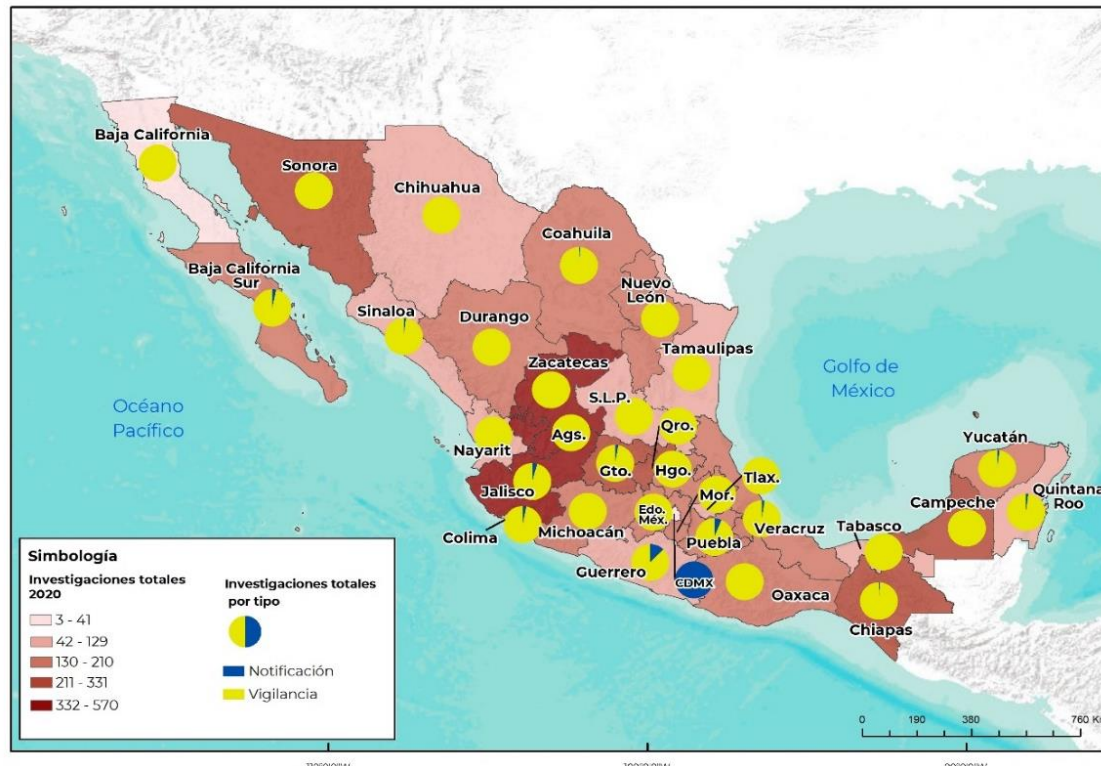 Baja California
Sonora
Chihuahua
Coahuila
Baja California
Sur
Nuevo
León
Sinaloa
Durango
Tamaulipas
Zacatecas
Golfo de
México
Océano
Pacífico
S.L.P.
Nayarit
Ags.
Qro.
Yucatán
Gto.
Hgo.
Tlax.
Jalisco
Mor.
Quintana
Roo
Campeche
Edo.
Méx.
Colima
Michoacán
Puebla
Veracruz
Tabasco
Guerrero
CDMX
Oaxaca
Chiapas
Simbología
Investigaciones totales
2020
3 - 41
42 - 129
130 - 210
211 - 331
332 - 570
Investigaciones totales
por tipo
Notificación
Vigilancia
0 190 380 760 K